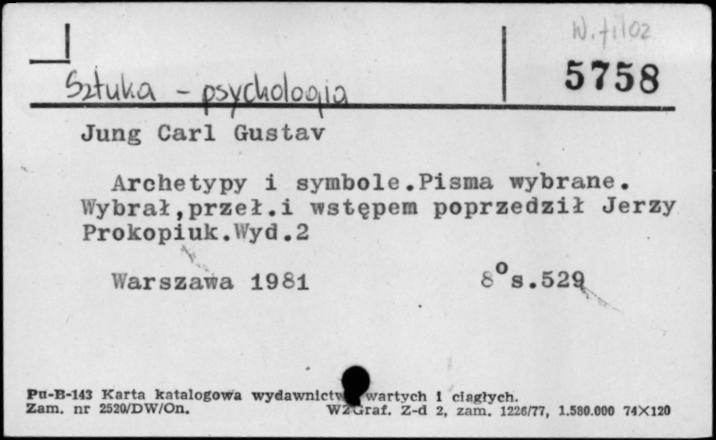 W. filoz
5758
Sztuka - psychologia
Jung Carl Gustav
Archetypy i symbole.Pisma wybrane.
Wybrał,przeł.i wstępem poprzedził Jerzy
Prokopiuk.Wyd.2
Warszawa 1981 8° s.529
Pu-B-143 Karta katalogowa wydawnictw zwartych i ciągłych.
Zam. nr 2520/DW/On. WZGraf. Z-d 2, zam. 1226/77, 1.580.000 74X120